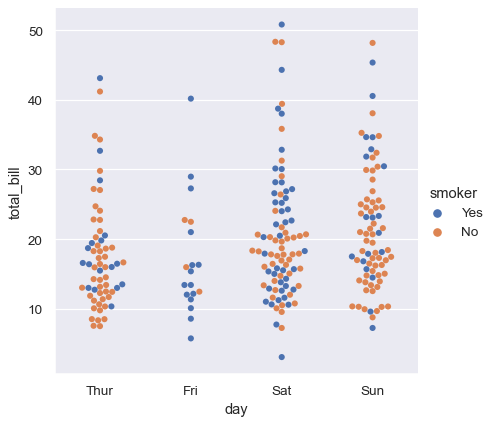 50
40
30
20
10
total_bill
Thur Fri Sat Sun
day
smoker
Yes
No